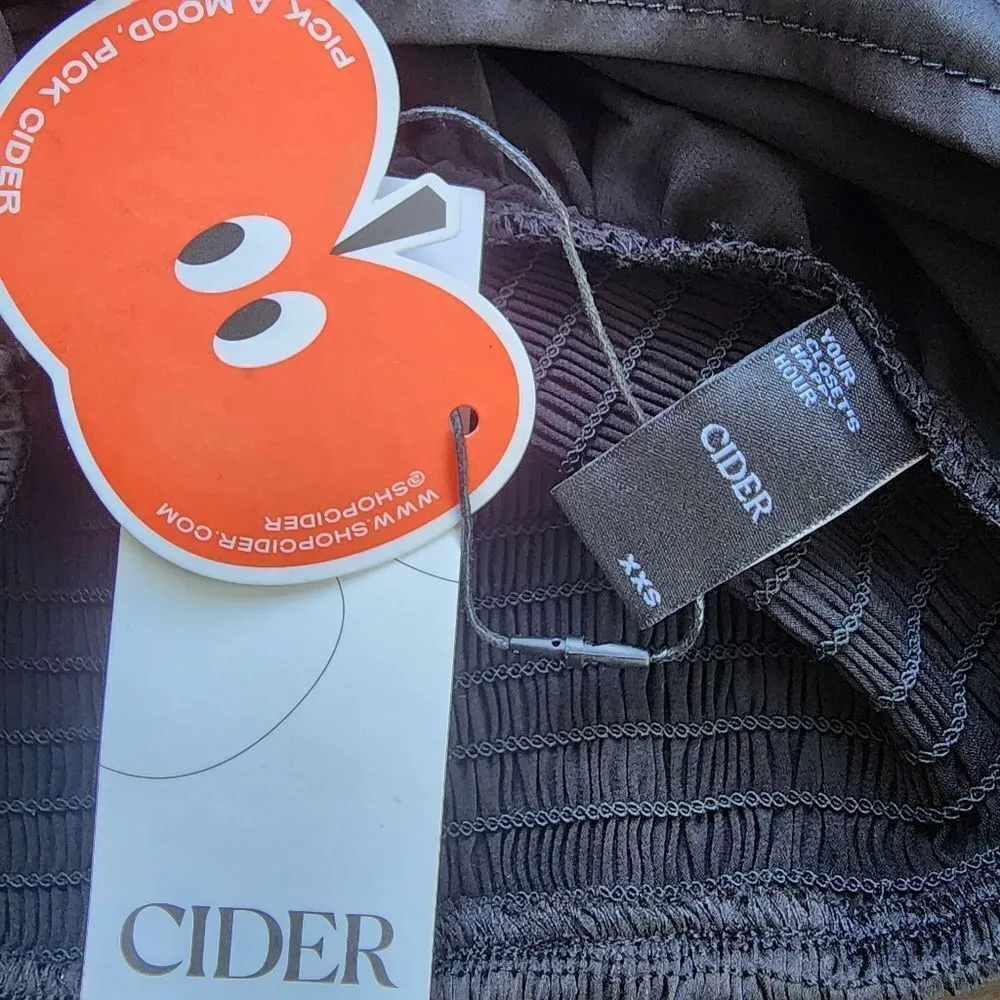 PICK A MOOD, PICK CIDER
WWW.SHOPCIDER.COM
@SHOPCIDER
YOUR
CLOSET'S
HAPPY
HOUR
CIDER
XXS
CIDER